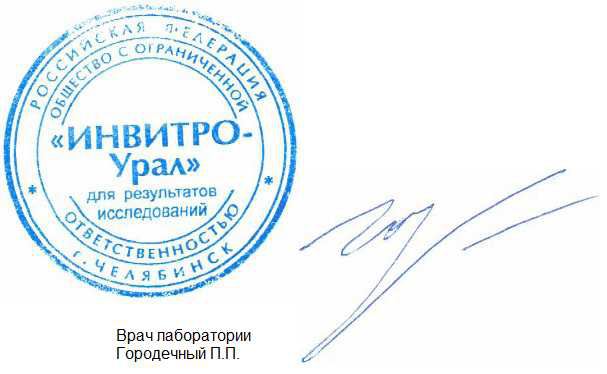 РОССИЙСКАЯ ФЕДЕРАЦИЯ
ОБЩЕСТВО С ОГРАНИЧЕННОЙ
«ИНВИТРО-
Урал»
для результатов
исследований
ОТВЕТСТВЕННОСТЬЮ
г. ЧЕЛЯБИНСК
Врач лаборатории
Городечный П.П.